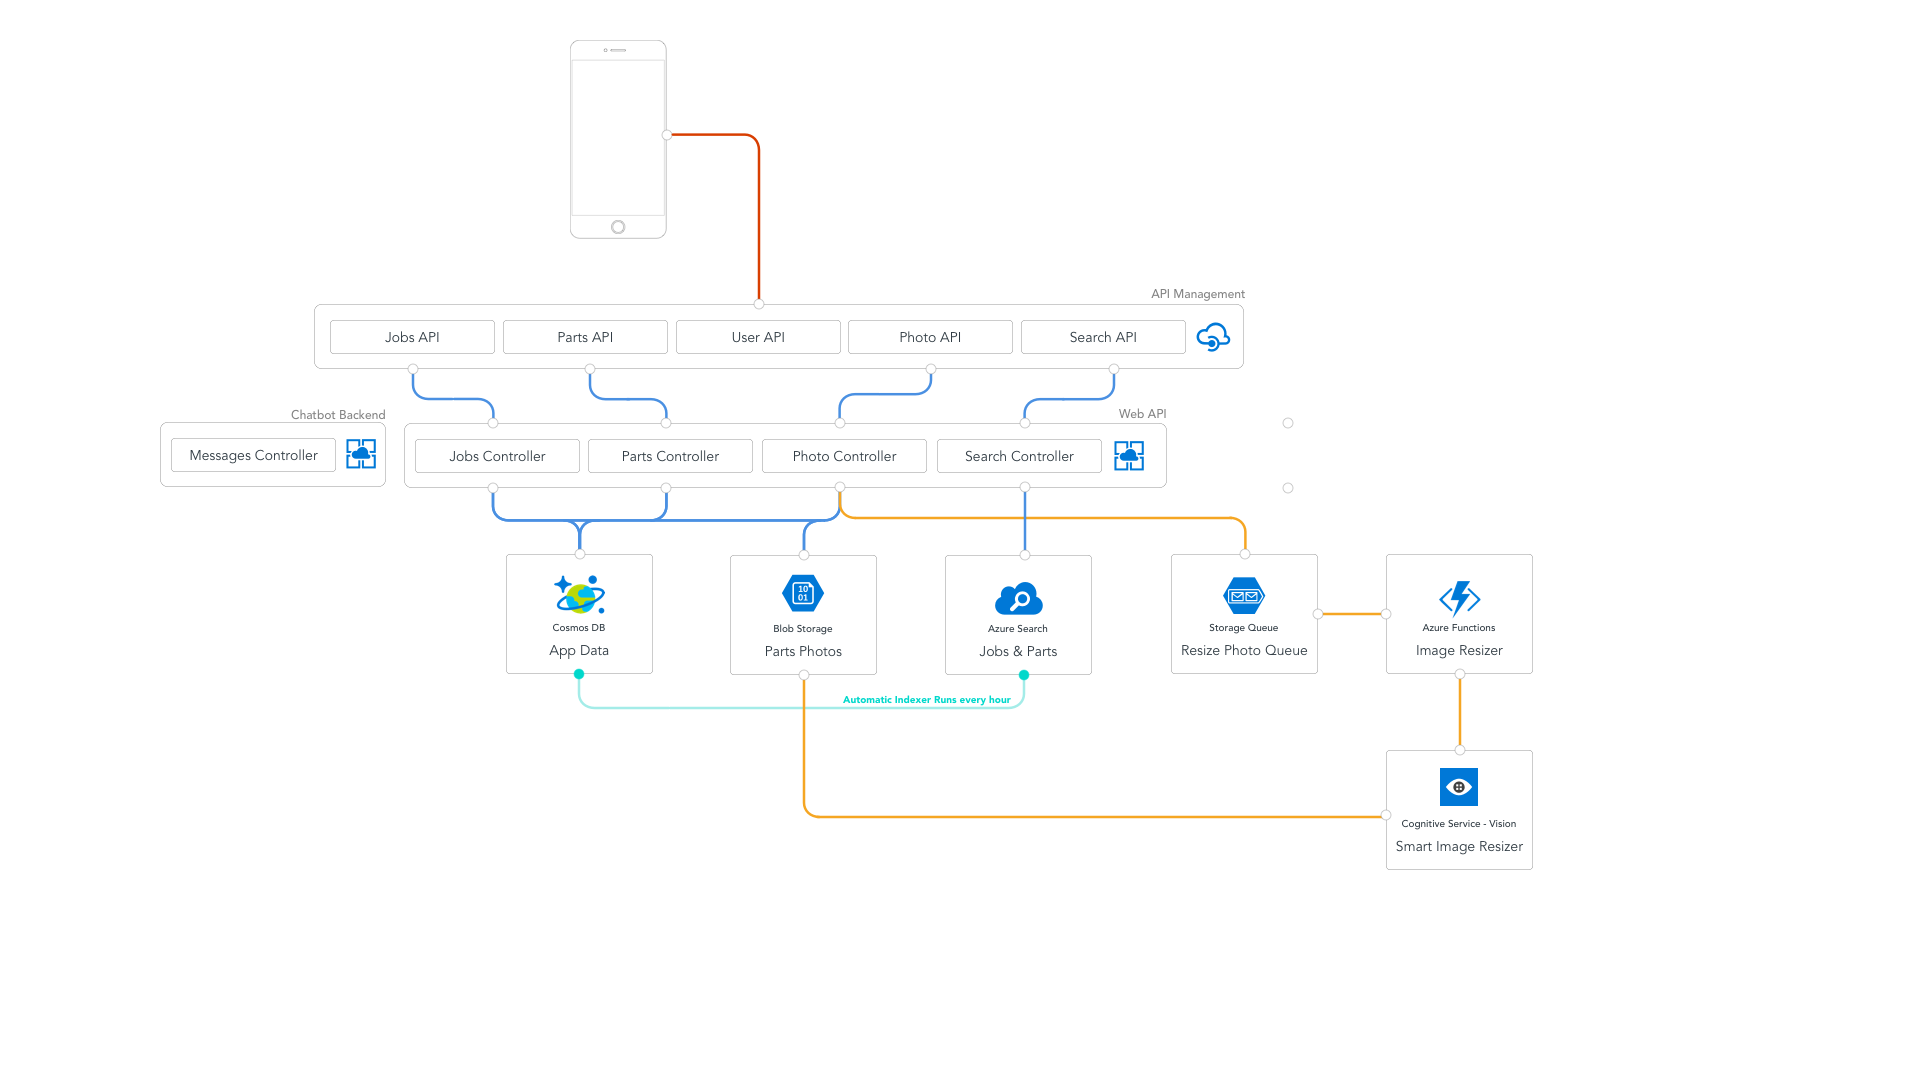 API Management
Jobs API
Parts API
User API
Photo API
Search API
Chatbot Backend
Web API
Messages Controller
Jobs Controller
Parts Controller
Photo Controller
Search Controller
10
01
Cosmos DB
App Data
Blob Storage
Parts Photos
Azure Search
Jobs & Parts
Storage Queue
Resize Photo Queue
Azure Functions
Image Resizer
Automatic Indexer Runs every hour
Cognitive Service - Vision
Smart Image Resizer